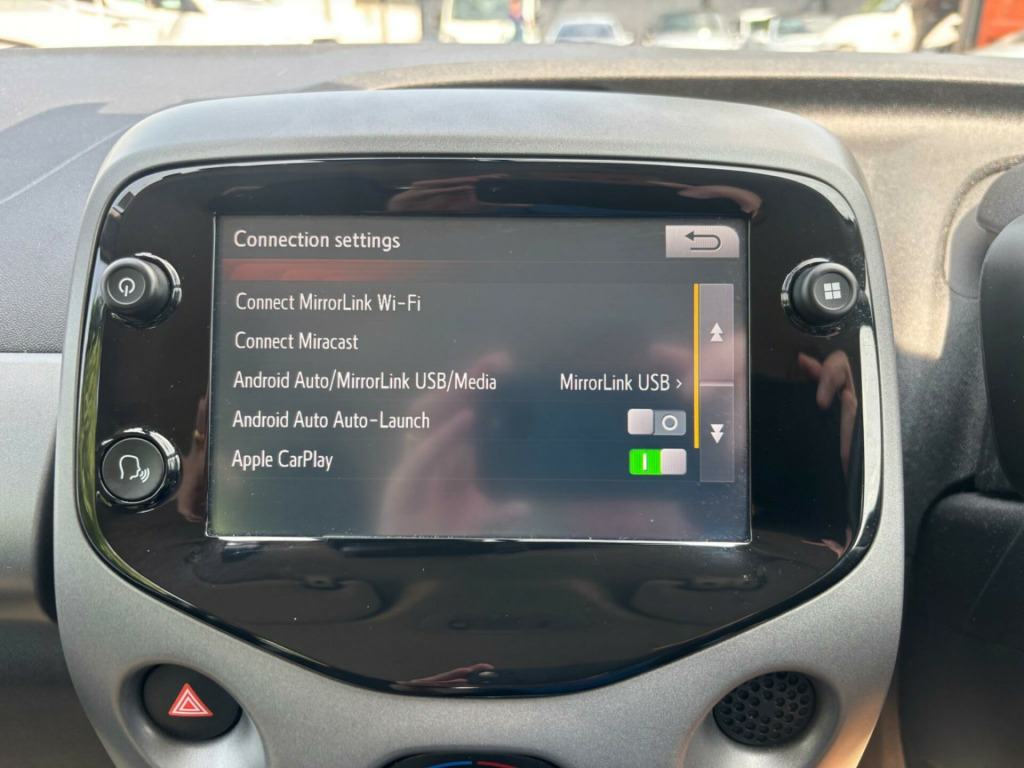 Connection settings
Connect MirrorLink Wi-Fi
Connect Miracast
Android Auto/MirrorLink USB/Media MirrorLink USB >
Android Auto Auto-Launch
Apple CarPlay